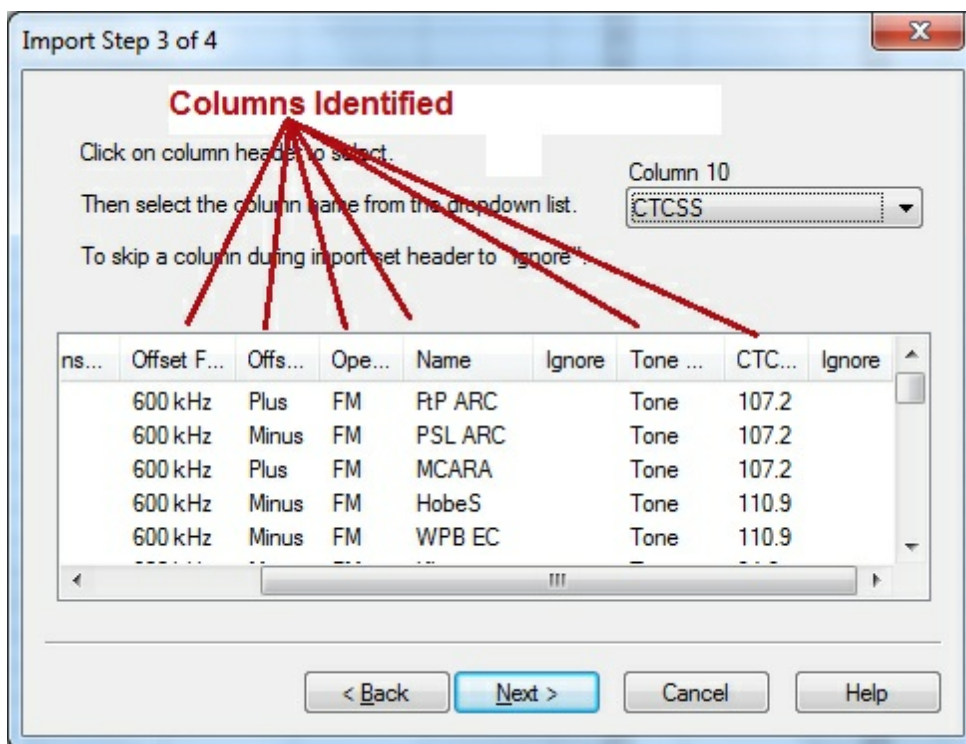 Import Step 3 of 4
Columns Identified
Click on column header to select.
Column 10
Then select the column name from the dropdown list.
CTCSS
To skip a column during import set header to "Ignore".
ns... Offset F... Offs... Ope... Name Ignore Tone ... CTC... Ignore
600 kHz Plus FM FtP ARC Tone 107.2
600 kHz Minus FM PSL ARC Tone 107.2
600 kHz Plus FM MCARA Tone 107.2
600 kHz Minus FM HobeS Tone 110.9
600 kHz Minus FM WPB EC Tone 110.9
< Back Next > Cancel Help